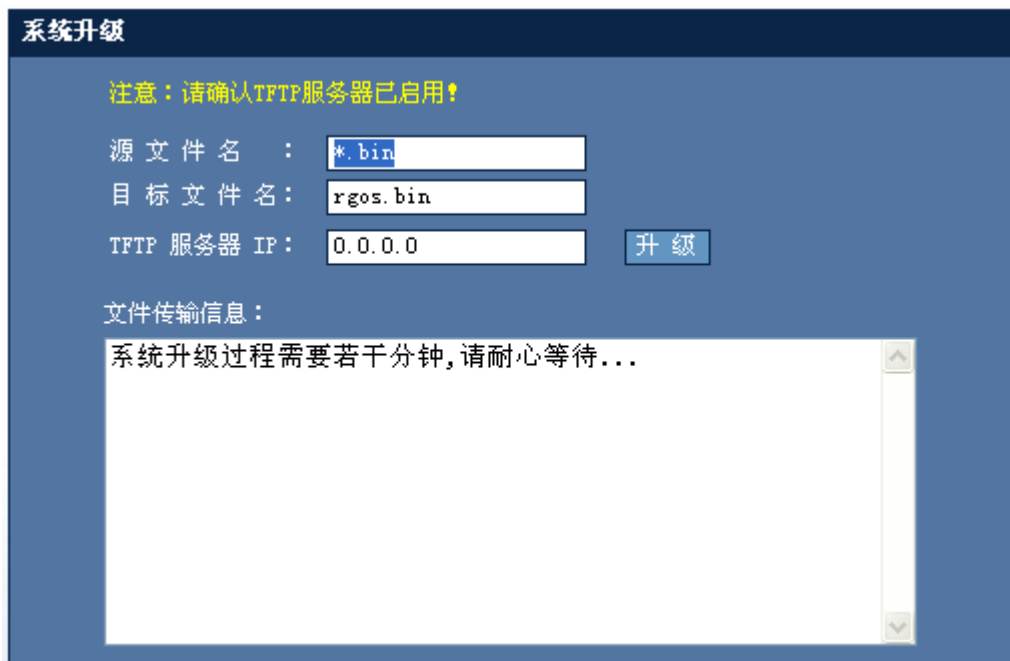 系统升级
注意：请确认TFTP服务器已启用！
源文件名 ： *.bin
目标文件名： rgos.bin
TFTP 服务器 IP： 0.0.0.0 升 级
文件传输信息：
系统升级过程需要若干分钟,请耐心等待...